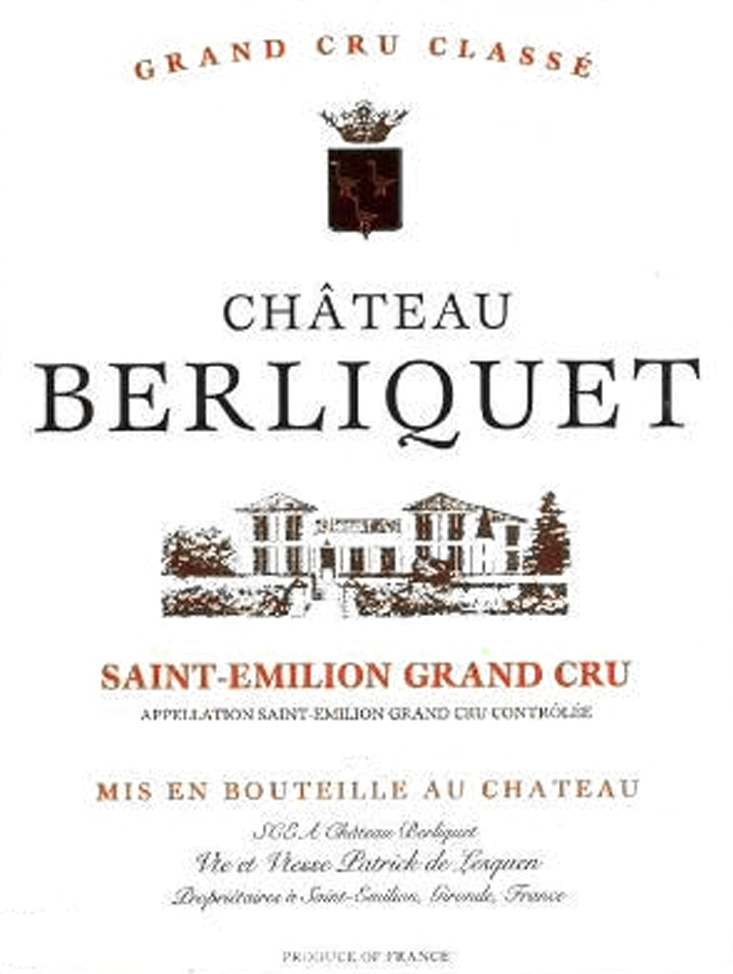 GRAND CRU CLASSÉ
CHÂTEAU
BERLIQUET
SAINT-EMILION GRAND CRU
APPELLATION SAINT-EMILION GRAND CRU CONTRÔLÉE
MIS EN BOUTEILLE AU CHATEAU
SCEA Château Berliquet
Vte et Vtesse Patrick de Lesquen
Propriétaires à Saint-Emilion, Gironde, France
PRODUCE OF FRANCE